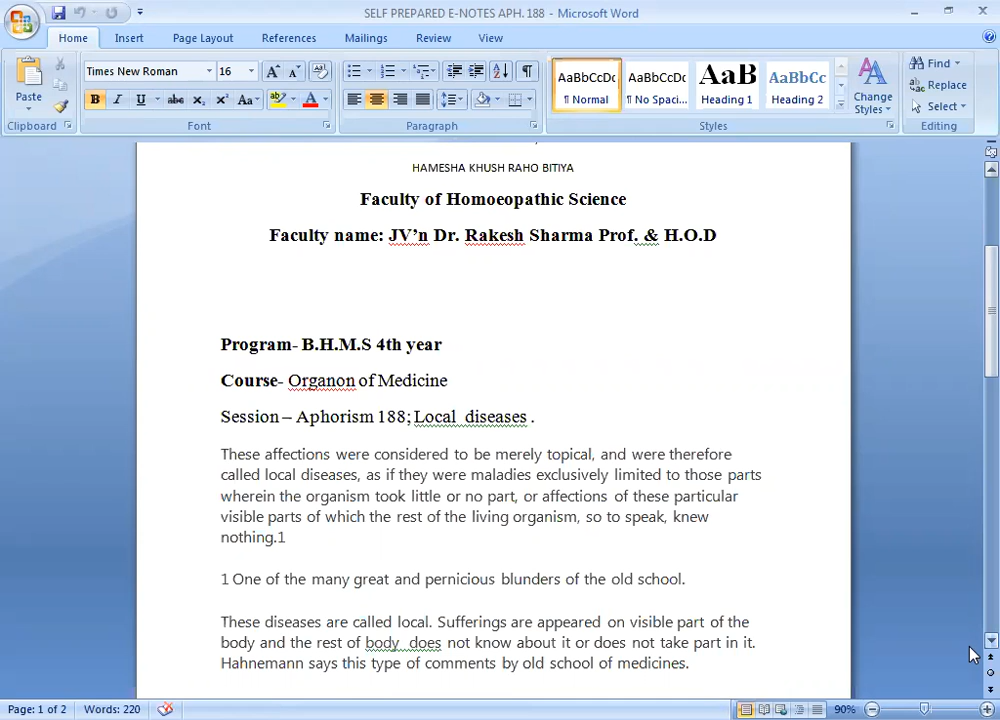 SELF PREPARED E-NOTES APH. 188 - Microsoft Word
Home Insert Page Layout References Mailings Review View
Times New Roman 16
Paste
B I U abc X₂ X² Aa
AaBbCcDc AaBbCcDc AaB AaBbCc
¶ Normal ¶ No Spaci... Heading 1 Heading 2
Change Styles
Find
Replace
Select
Clipboard Font Paragraph Styles Editing
HAMESHA KHUSH RAHO BITIYA
Faculty of Homoeopathic Science
Faculty name: JV’n Dr. Rakesh Sharma Prof. & H.O.D
Program- B.H.M.S 4th year
Course- Organon of Medicine
Session – Aphorism 188; Local diseases .
These affections were considered to be merely topical, and were therefore
called local diseases, as if they were maladies exclusively limited to those parts
wherein the organism took little or no part, or affections of these particular
visible parts of which the rest of the living organism, so to speak, knew
nothing.1
1 One of the many great and pernicious blunders of the old school.
These diseases are called local. Sufferings are appeared on visible part of the
body and the rest of body does not know about it or does not take part in it.
Hahnemann says this type of comments by old school of medicines.
Page: 1 of 2 Words: 220 90%